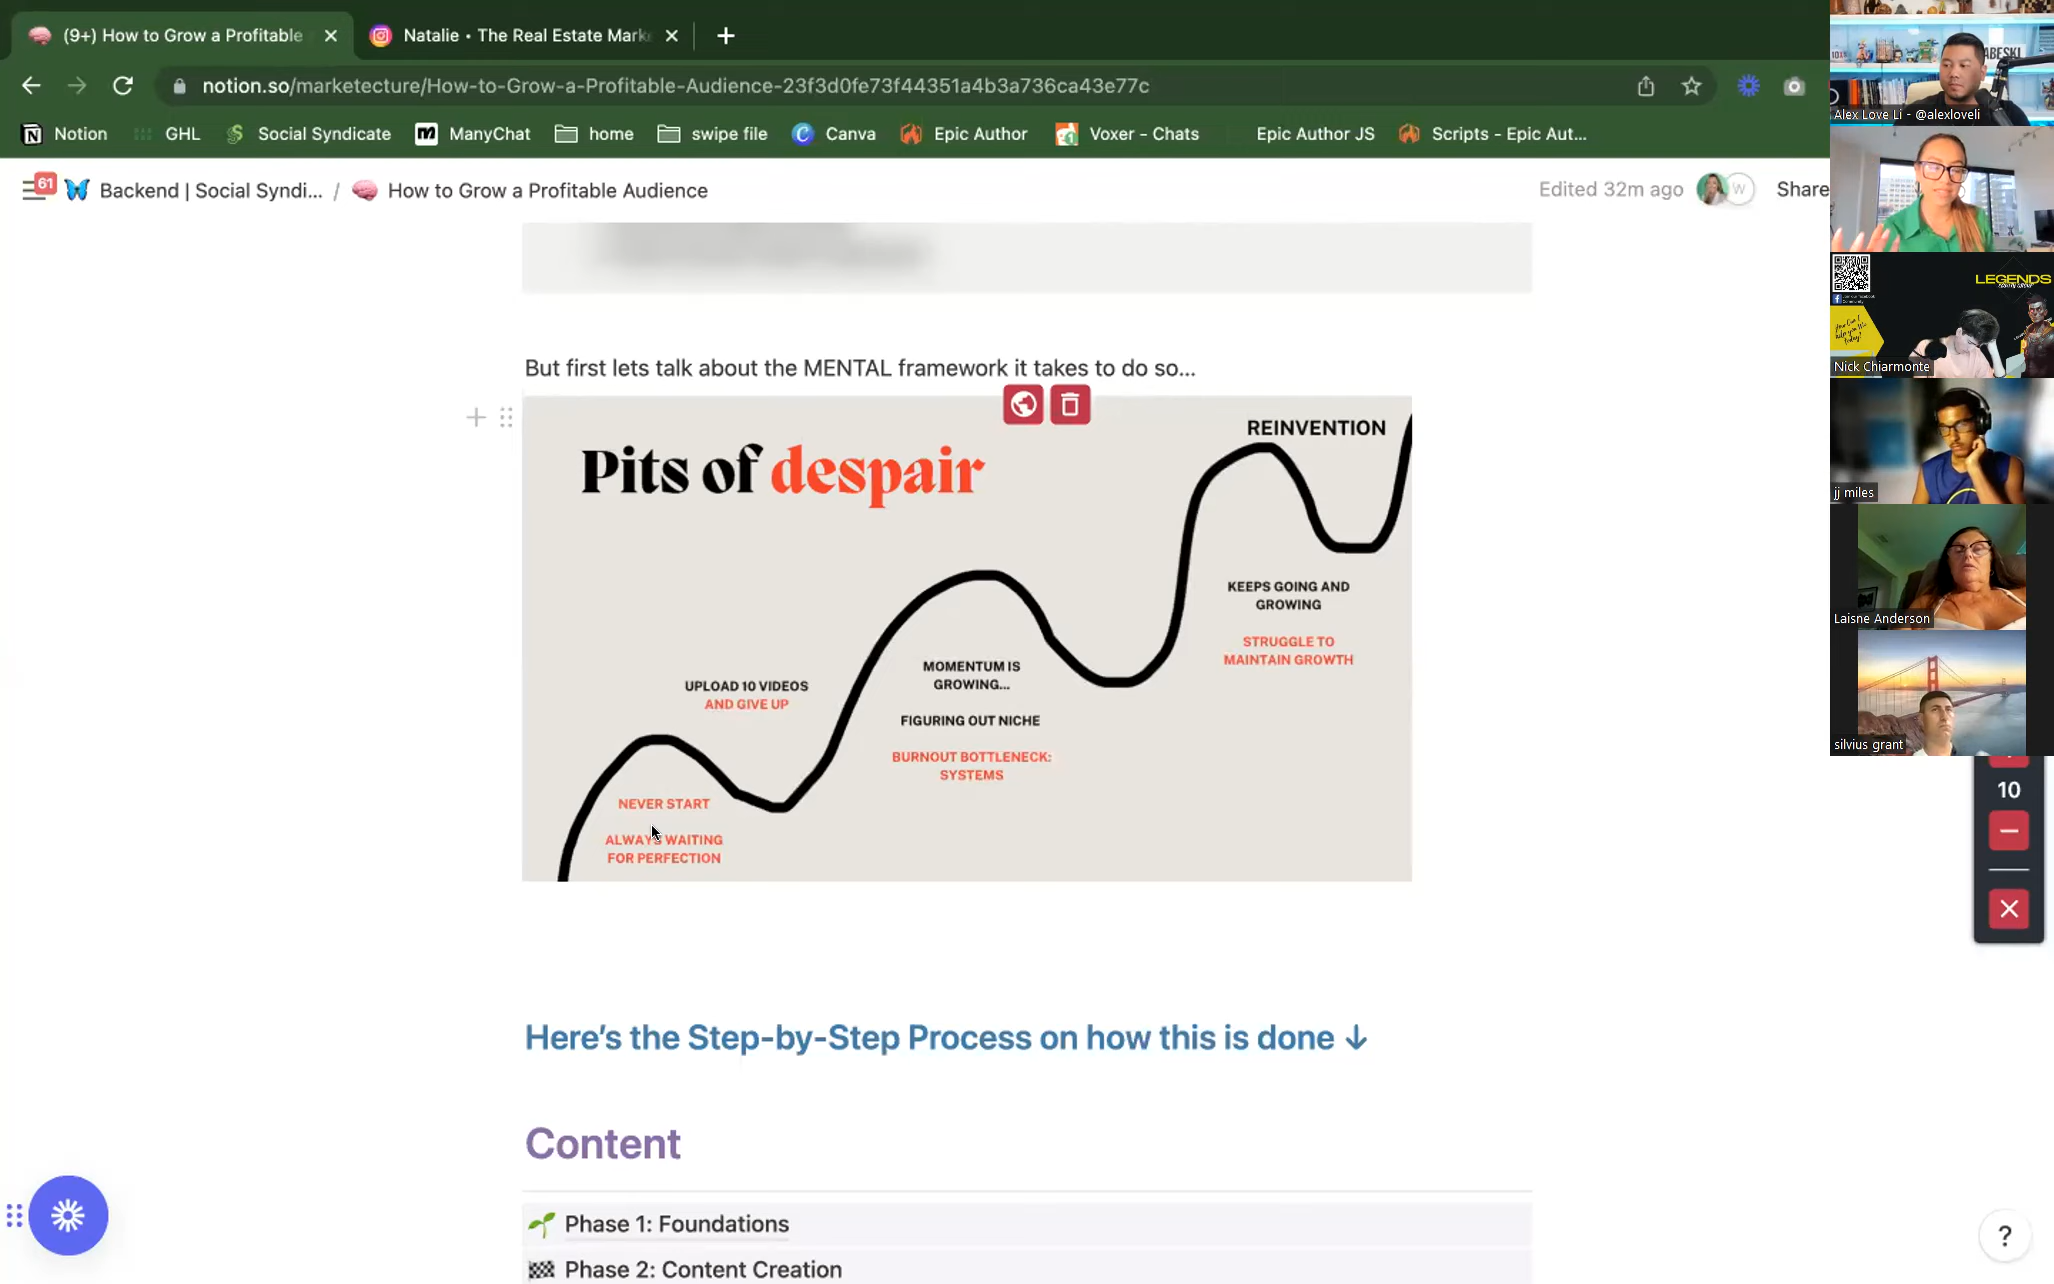 (9+) How to Grow a Profitable
Natalie • The Real Estate Mark
notion.so/marketecture/How-to-Grow-a-Profitable-Audience-23f3d0fe73f44351a4b3a736ca43e77c
Notion
GHL
Social Syndicate
ManyChat
home
swipe file
Canva
Epic Author
Voxer - Chats
Epic Author JS
Scripts - Epic Aut...
61
Backend | Social Syndi... / How to Grow a Profitable Audience
Edited 32m ago
W
Share
But first lets talk about the MENTAL framework it takes to do so...
Pits of despair
REINVENTION
KEEPS GOING AND
GROWING
STRUGGLE TO
MAINTAIN GROWTH
MOMENTUM IS
GROWING...
FIGURING OUT NICHE
BURNOUT BOTTLENECK:
SYSTEMS
UPLOAD 10 VIDEOS
AND GIVE UP
NEVER START
ALWAYS WAITING
FOR PERFECTION
Here's the Step-by-Step Process on how this is done ↓
Content
Phase 1: Foundations
Phase 2: Content Creation
Alex Love Li - @alexloveli
LEGENDS
Nick Chiarmonte
jj miles
Laisne Anderson
silvius grant
10
?